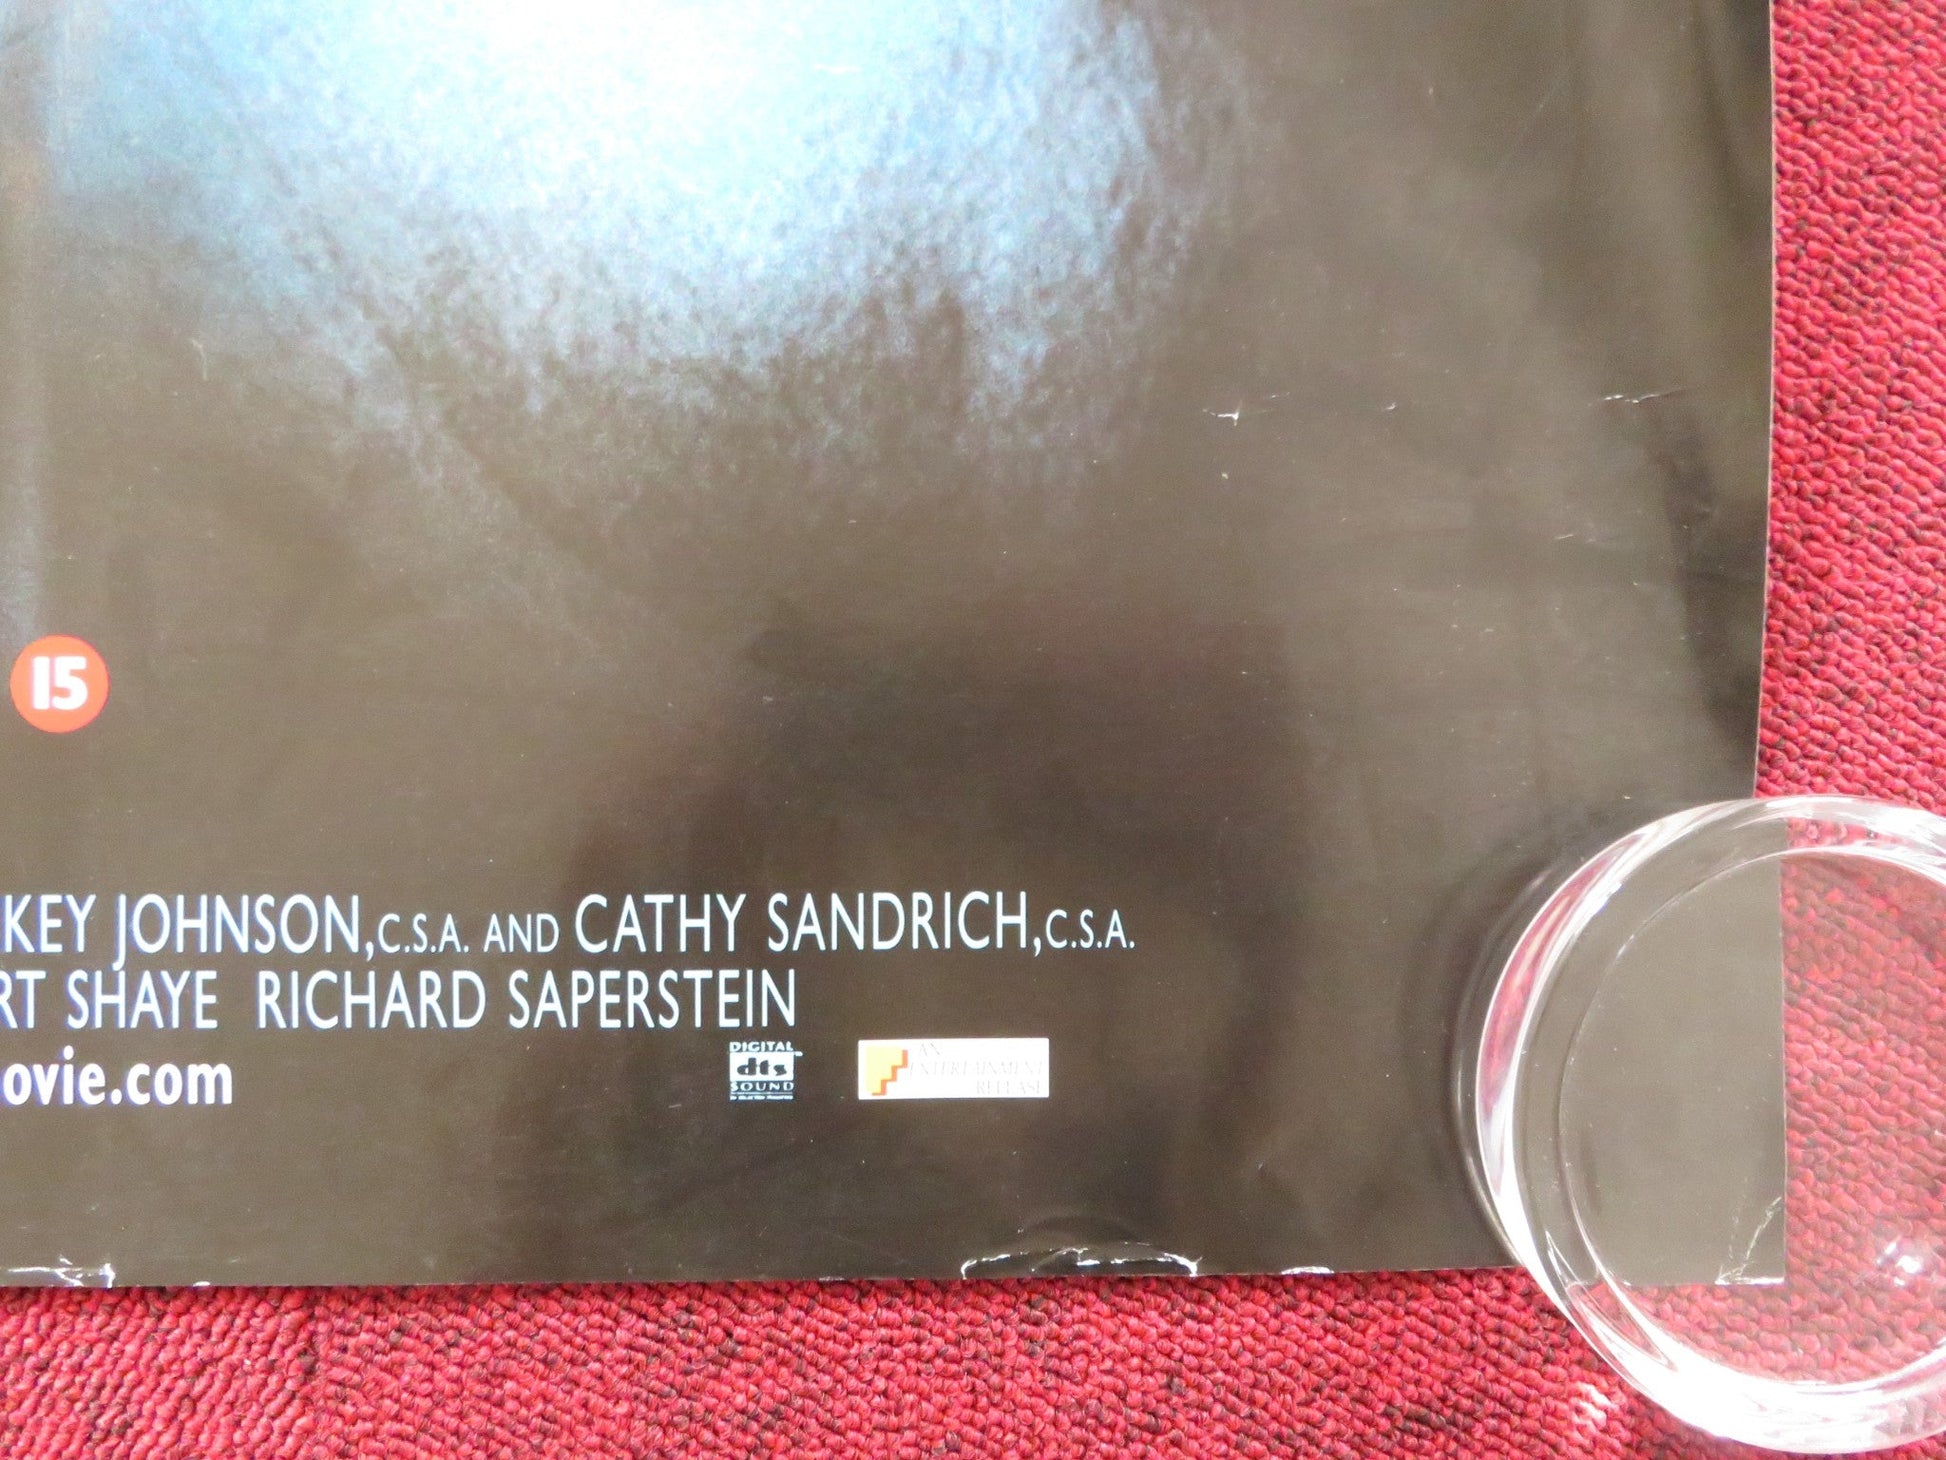 15
KEY JOHNSON, C.S.A. AND CATHY SANDRICH, C.S.A.
RT SHAYE RICHARD SAPERSTEIN
ovie.com
DIGITAL
dts
SOUND
AN
ENTERTAINMENT
RELEASE